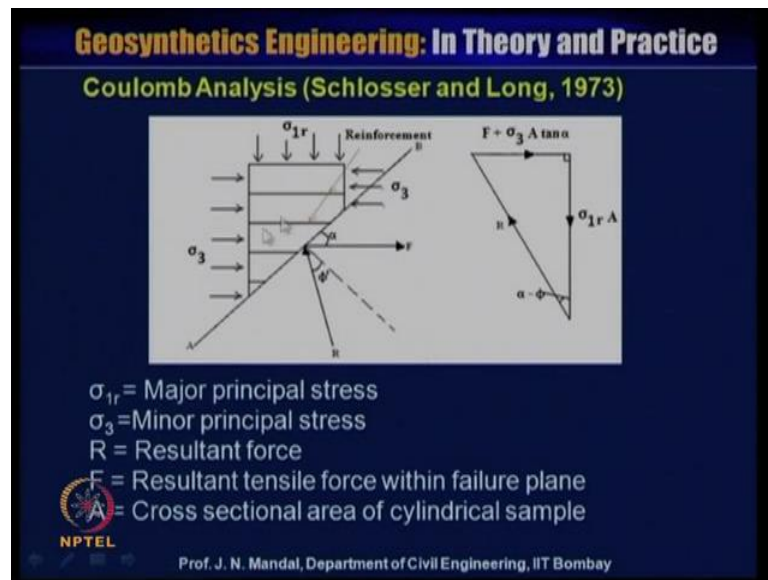 Geosynthetics Engineering: In Theory and Practice
Coulomb Analysis (Schlosser and Long, 1973)
σ1r
Reinforcement
B
σ3
α
F
σ3
Φ
A
R
F + σ3 A tan α
R
σ1r A
α - Φ
σ1r= Major principal stress
σ3 =Minor principal stress
R = Resultant force
F = Resultant tensile force within failure plane
A = Cross sectional area of cylindrical sample
NPTEL
Prof. J. N. Mandal, Department of Civil Engineering, IIT Bombay